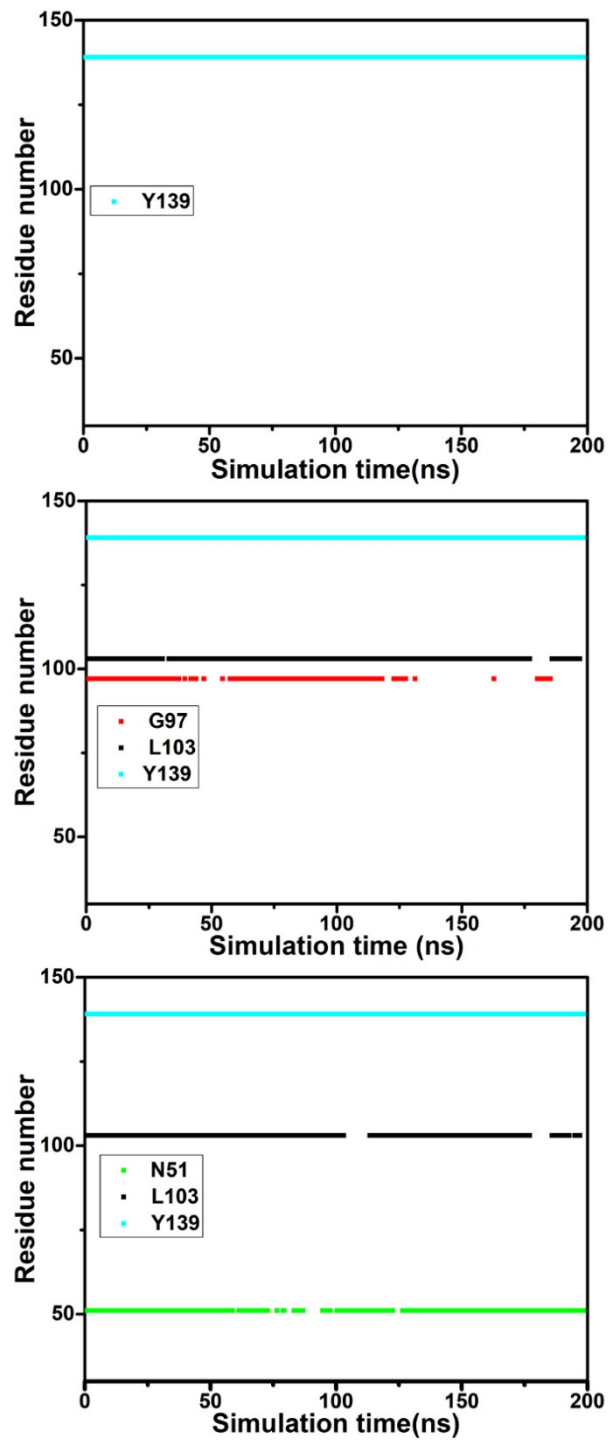 150
100
50
Residue number
Y139
0 50 100 150 200
Simulation time(ns)
150
100
50
Residue number
G97
L103
Y139
0 50 100 150 200
Simulation time (ns)
150
100
50
Residue number
N51
L103
Y139
0 50 100 150 200
Simulation time(ns)